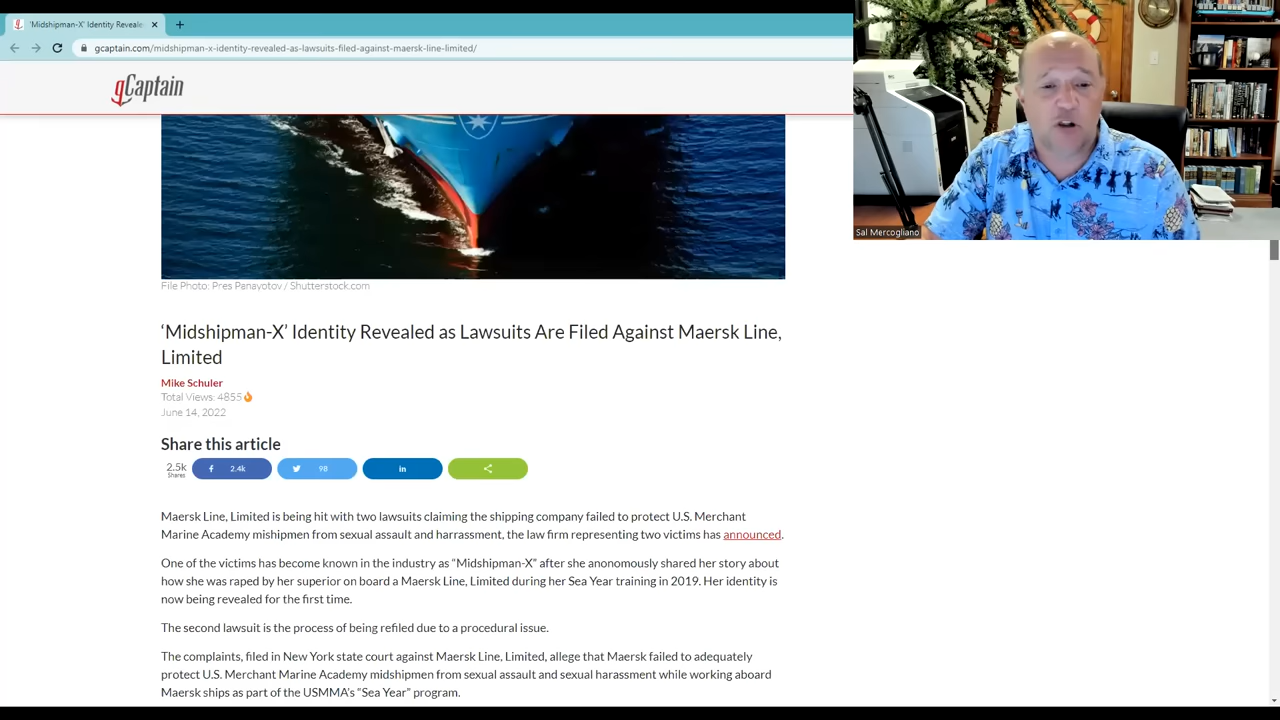 'Midshipman-X' Identity Reveale
gcaptain.com/midshipman-x-identity-revealed-as-lawsuits-filed-against-maersk-line-limited/
gCaptain
Sal Mercogliano
File Photo: Pres Panayotov / Shutterstock.com
‘Midshipman-X’ Identity Revealed as Lawsuits Are Filed Against Maersk Line,
Limited
Mike Schuler
Total Views: 4855
June 14, 2022
Share this article
2.5k
Shares
2.4k
98
in
Maersk Line, Limited is being hit with two lawsuits claiming the shipping company failed to protect U.S. Merchant
Marine Academy mishipmen from sexual assault and harrassment, the law firm representing two victims has announced.
One of the victims has become known in the industry as “Midshipman-X” after she anonomously shared her story about
how she was raped by her superior on board a Maersk Line, Limited during her Sea Year training in 2019. Her identity is
now being revealed for the first time.
The second lawsuit is the process of being refiled due to a procedural issue.
The complaints, filed in New York state court against Maersk Line, Limited, allege that Maersk failed to adequately
protect U.S. Merchant Marine Academy midshipmen from sexual assault and sexual harassment while working aboard
Maersk ships as part of the USMMA’s “Sea Year” program.